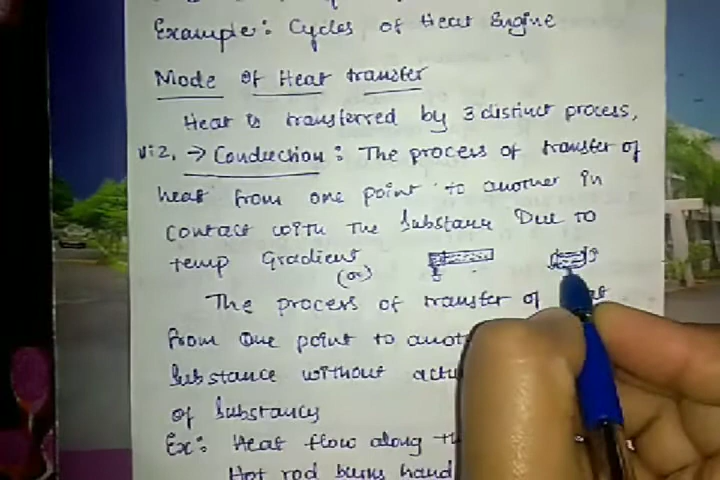 Example: Cycles of Heat Engine
Mode of Heat transfer
Heat is transferred by 3 distinct process,
viz, → Conduction : The process of transfer of
heat from one point to another in
contact with the Substance Due to
temp Gradient
(or)
The process of transfer of
from One point to
Substance without
of Substancy
Ex: Heat flow along
Hot rod burns hand